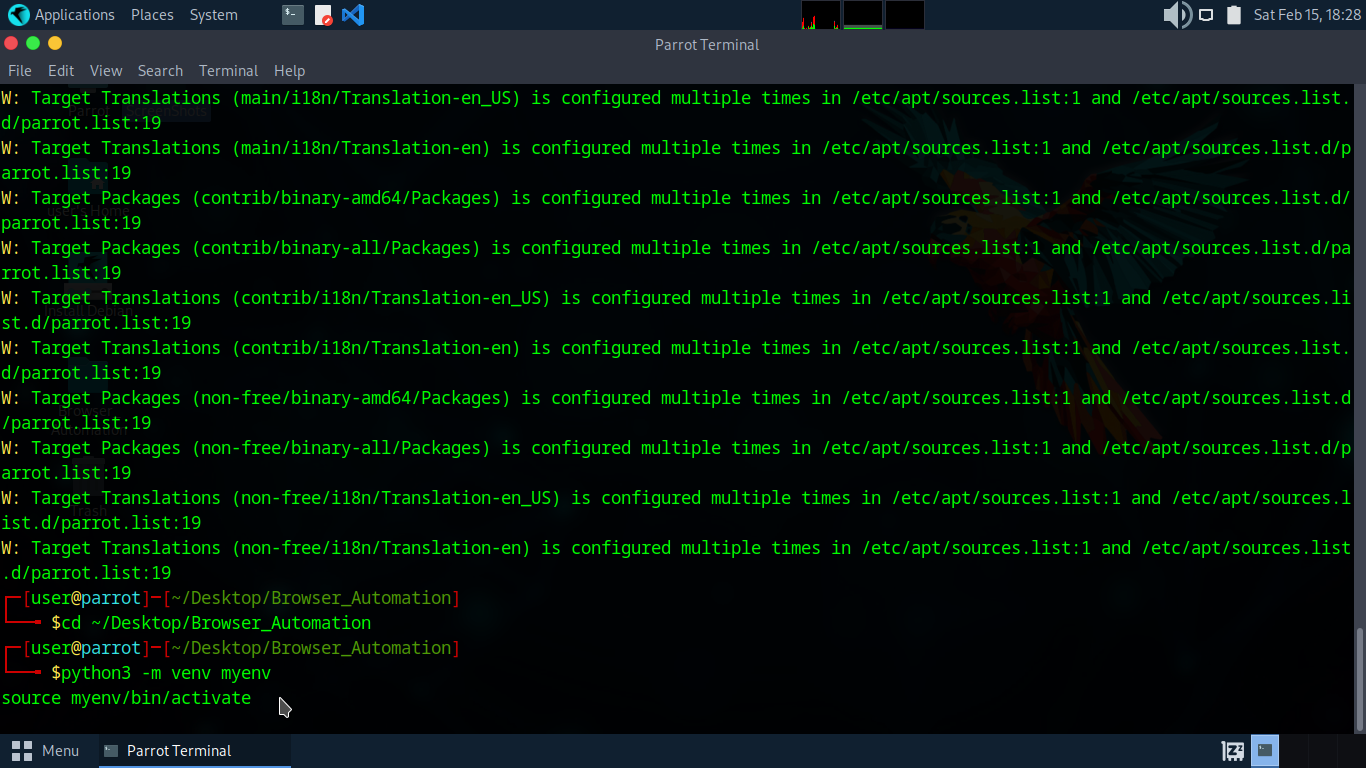 Applications Places System
Sat Feb 15, 18:28
Parrot Terminal
File Edit View Search Terminal Help
W: Target Translations (main/i18n/Translation-en_US) is configured multiple times in /etc/apt/sources.list:1 and /etc/apt/sources.list.
d/parrot.list:19
W: Target Translations (main/i18n/Translation-en) is configured multiple times in /etc/apt/sources.list:1 and /etc/apt/sources.list.d/p
arrot.list:19
W: Target Packages (contrib/binary-amd64/Packages) is configured multiple times in /etc/apt/sources.list:1 and /etc/apt/sources.list.d/
parrot.list:19
W: Target Packages (contrib/binary-all/Packages) is configured multiple times in /etc/apt/sources.list:1 and /etc/apt/sources.list.d/pa
rrot.list:19
W: Target Translations (contrib/i18n/Translation-en_US) is configured multiple times in /etc/apt/sources.list:1 and /etc/apt/sources.li
st.d/parrot.list:19
W: Target Translations (contrib/i18n/Translation-en) is configured multiple times in /etc/apt/sources.list:1 and /etc/apt/sources.list.
d/parrot.list:19
W: Target Packages (non-free/binary-amd64/Packages) is configured multiple times in /etc/apt/sources.list:1 and /etc/apt/sources.list.d
/parrot.list:19
W: Target Packages (non-free/binary-all/Packages) is configured multiple times in /etc/apt/sources.list:1 and /etc/apt/sources.list.d/p
arrot.list:19
W: Target Translations (non-free/i18n/Translation-en_US) is configured multiple times in /etc/apt/sources.list:1 and /etc/apt/sources.l
ist.d/parrot.list:19
W: Target Translations (non-free/i18n/Translation-en) is configured multiple times in /etc/apt/sources.list:1 and /etc/apt/sources.list
.d/parrot.list:19
┌─[user@parrot]─[~/Desktop/Browser_Automation]
└──╼ $cd ~/Desktop/Browser_Automation
┌─[user@parrot]─[~/Desktop/Browser_Automation]
└──╼ $python3 -m venv myenv
source myenv/bin/activate
Trash
Menu Parrot Terminal